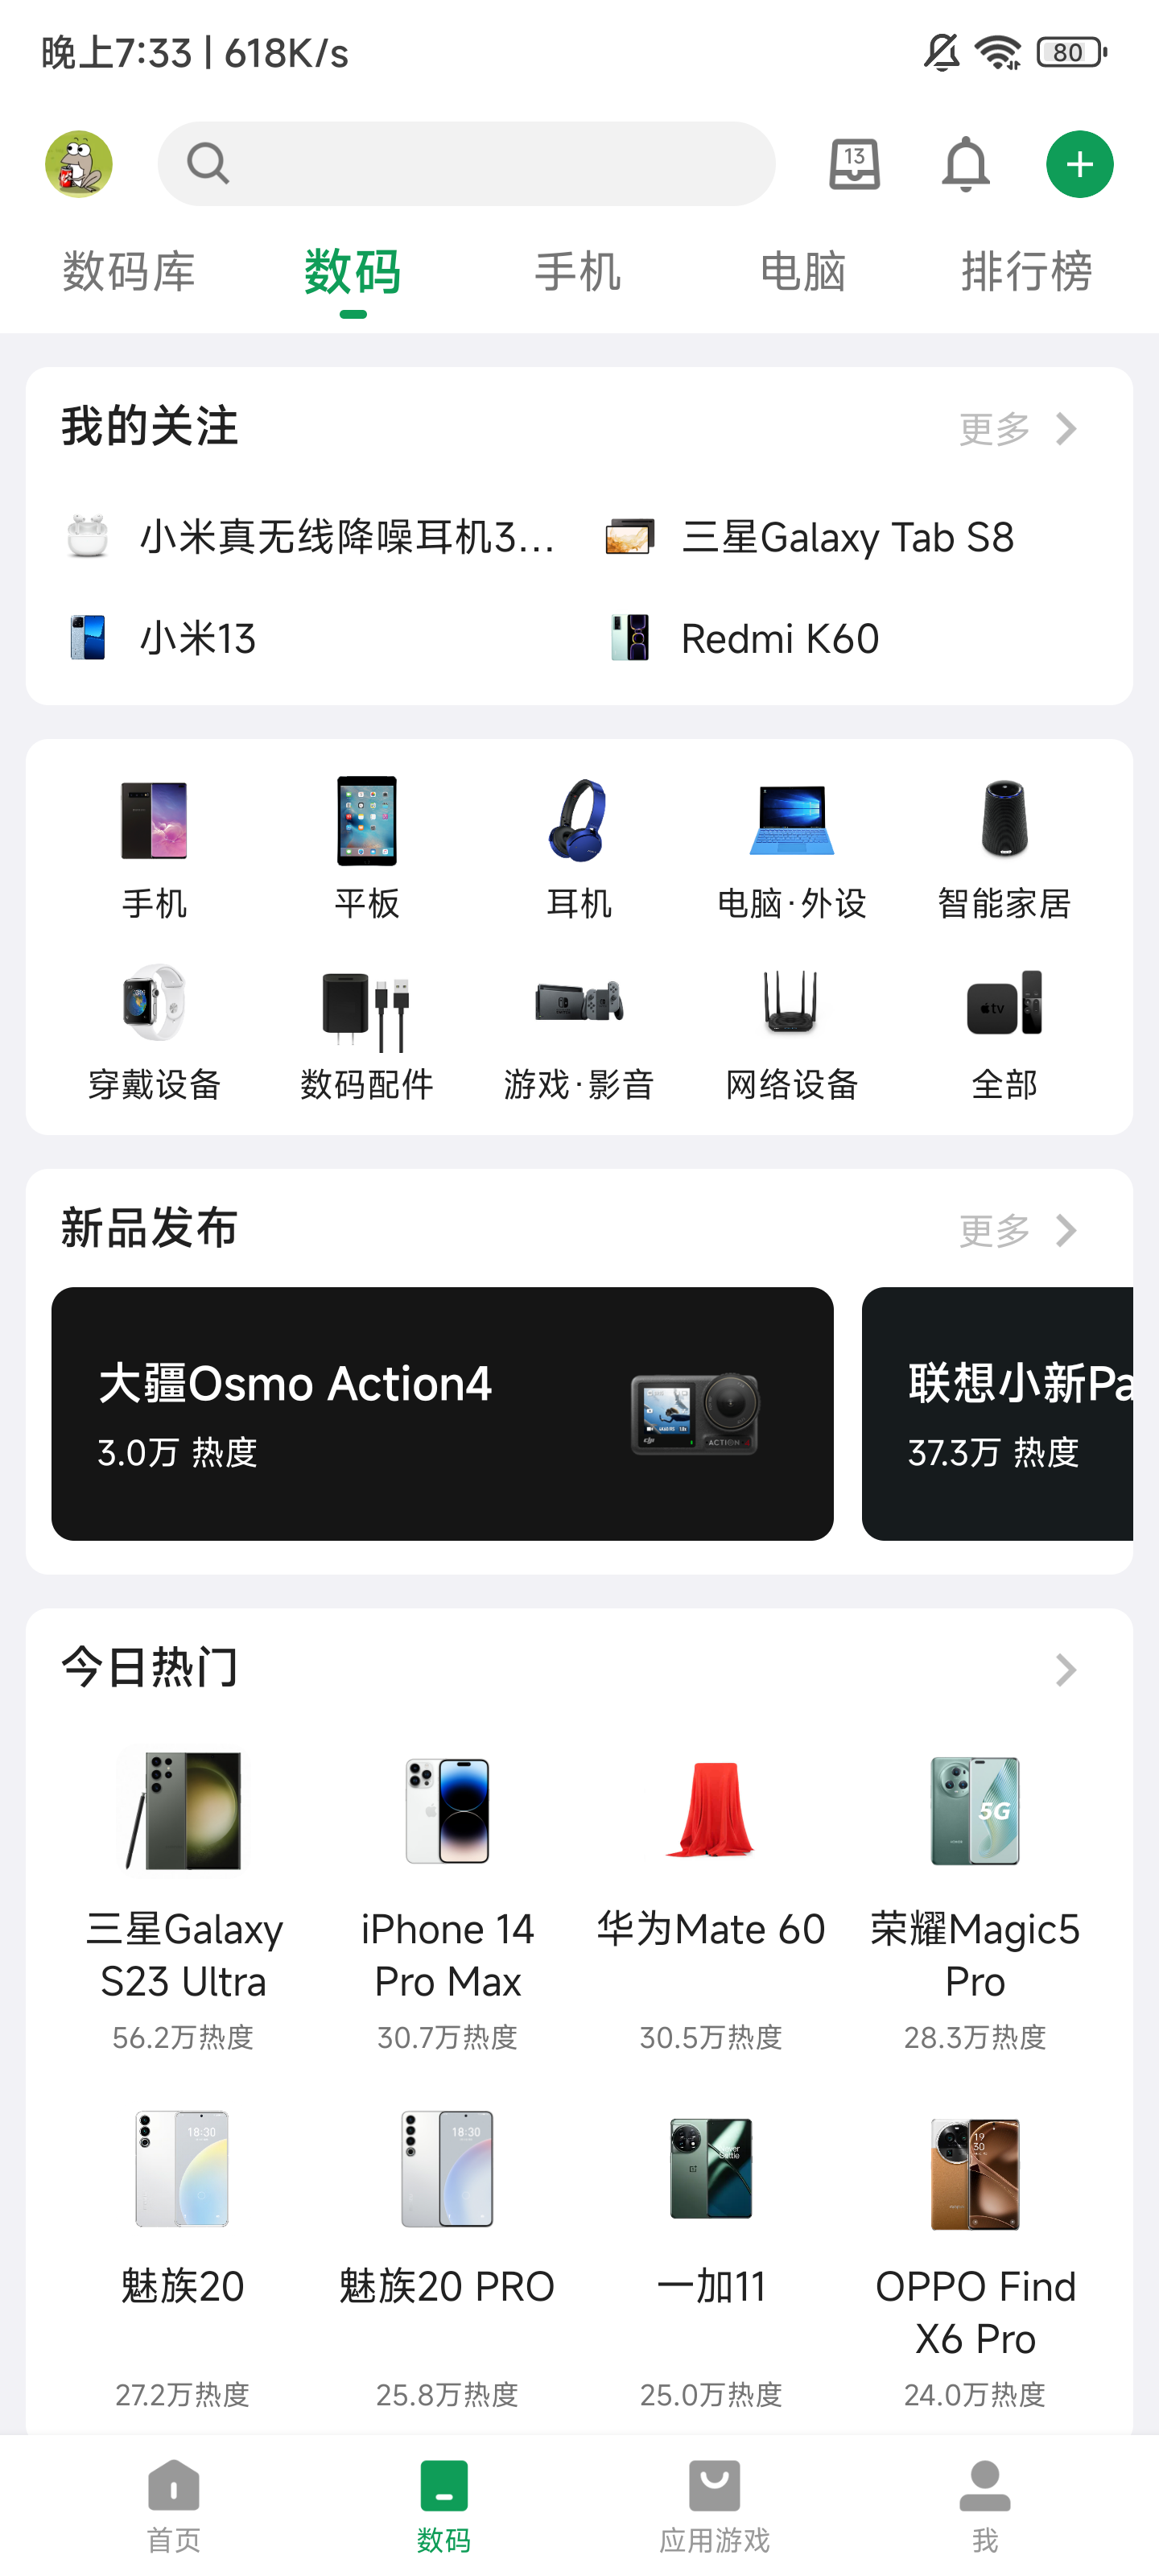 晚上7:33 | 618K/s
80
13
数码库
数码
手机
电脑
排行榜
我的关注
更多
小米真无线降噪耳机3...
三星Galaxy Tab S8
小米13
Redmi K60
手机
平板
耳机
电脑·外设
智能家居
穿戴设备
数码配件
游戏·影音
网络设备
全部
新品发布
更多
大疆Osmo Action4
3.0万 热度
联想小新Pa
37.3万 热度
今日热门
三星Galaxy
S23 Ultra
56.2万热度
iPhone 14
Pro Max
30.7万热度
华为Mate 60
30.5万热度
5G
荣耀Magic5
Pro
28.3万热度
18:30
魅族20
27.2万热度
18:30
魅族20 PRO
25.8万热度
一加11
25.0万热度
19
30
OPPO Find
X6 Pro
24.0万热度
首页
数码
应用游戏
我